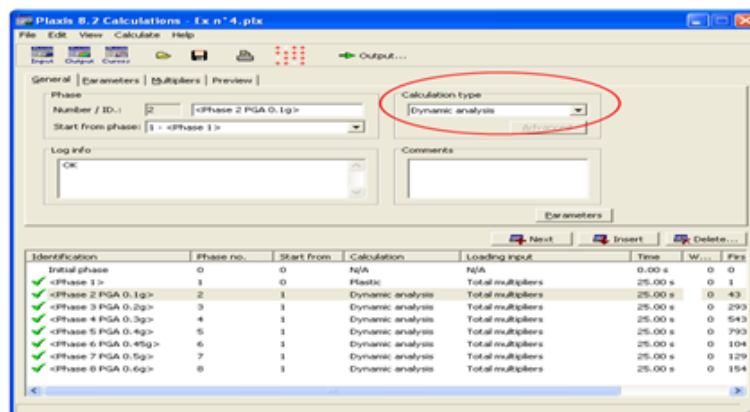 Plaxis 8.2 Calculations - Ex n°4.plx
File Edit View Calculate Help
Input Output Curves Output...
General Parameters Multipliers Preview
Phase
Number / ID.: 2 <Phase 2 PGA 0.1g>
Start from phase: 1 - <Phase 1>
Calculation type
Dynamic analysis
Advanced
Log info
OK
Comments
Parameters
Next Insert Delete...
Identification Phase no. Start from Calculation Loading input Time W... Firs
Initial phase 0 0 N/A N/A 0.00 s 0 0
<Phase 1> 1 0 Plastic Total multipliers 25.00 s 0 1
<Phase 2 PGA 0.1g> 2 1 Dynamic analysis Total multipliers 25.00 s 0 43
<Phase 3 PGA 0.2g> 3 1 Dynamic analysis Total multipliers 25.00 s 0 293
<Phase 4 PGA 0.3g> 4 1 Dynamic analysis Total multipliers 25.00 s 0 543
<Phase 5 PGA 0.4g> 5 1 Dynamic analysis Total multipliers 25.00 s 0 793
<Phase 6 PGA 0.45g> 6 1 Dynamic analysis Total multipliers 25.00 s 0 104
<Phase 7 PGA 0.5g> 7 1 Dynamic analysis Total multipliers 25.00 s 0 129
<Phase 8 PGA 0.6g> 8 1 Dynamic analysis Total multipliers 25.00 s 0 154